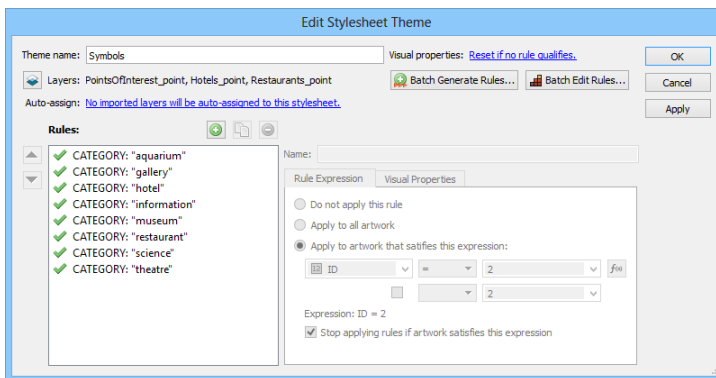 Edit Stylesheet Theme
Theme name: Symbols
Visual properties: Reset if no rule qualifies.
OK
Layers: PointsOfInterest_point, Hotels_point, Restaurants_point
Batch Generate Rules...
Batch Edit Rules...
Cancel
Auto-assign: No imported layers will be auto-assigned to this stylesheet.
Apply
Rules:
CATEGORY: "aquarium"
CATEGORY: "gallery"
CATEGORY: "hotel"
CATEGORY: "information"
CATEGORY: "museum"
CATEGORY: "restaurant"
CATEGORY: "science"
CATEGORY: "theatre"
Name:
Rule Expression
Visual Properties
Do not apply this rule
Apply to all artwork
Apply to artwork that satifies this expression:
12 ID = 2
2
Expression: ID = 2
Stop applying rules if artwork satisfies this expression